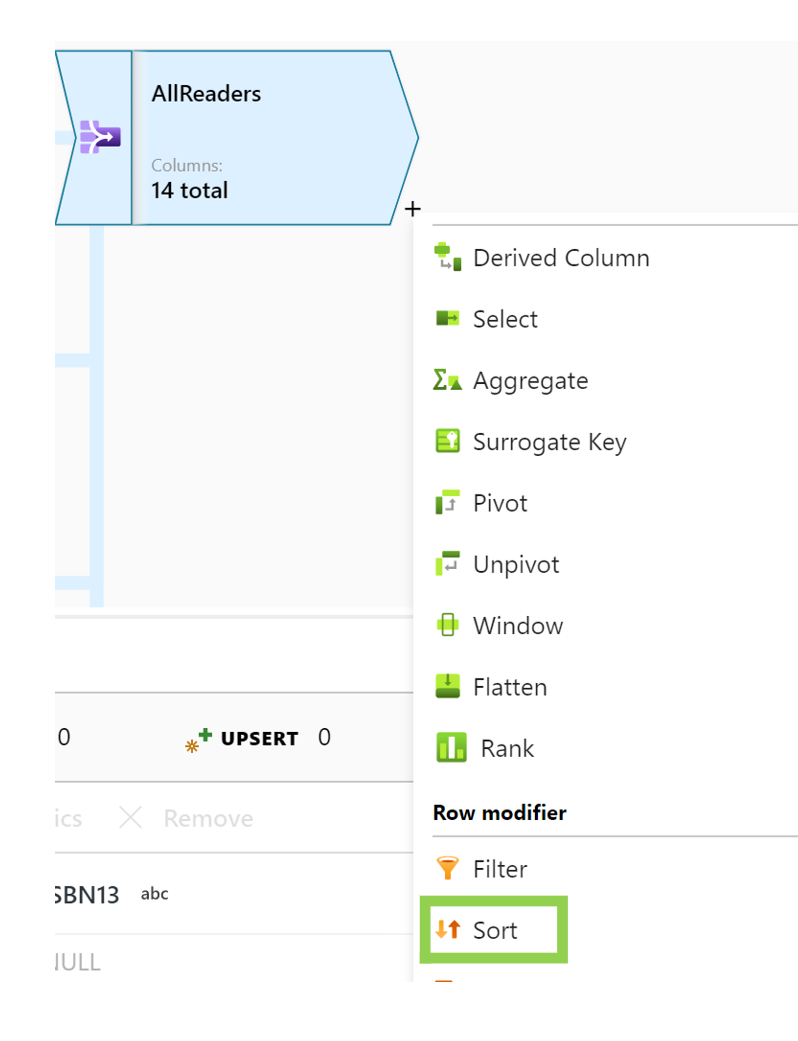 AllReaders
Columns:
14 total
+
Derived Column
Select
Aggregate
Surrogate Key
Pivot
Unpivot
Window
Flatten
Rank
0 UPSERT 0
Row modifier
ics Remove
Filter
SBN13 abc
Sort
NULL